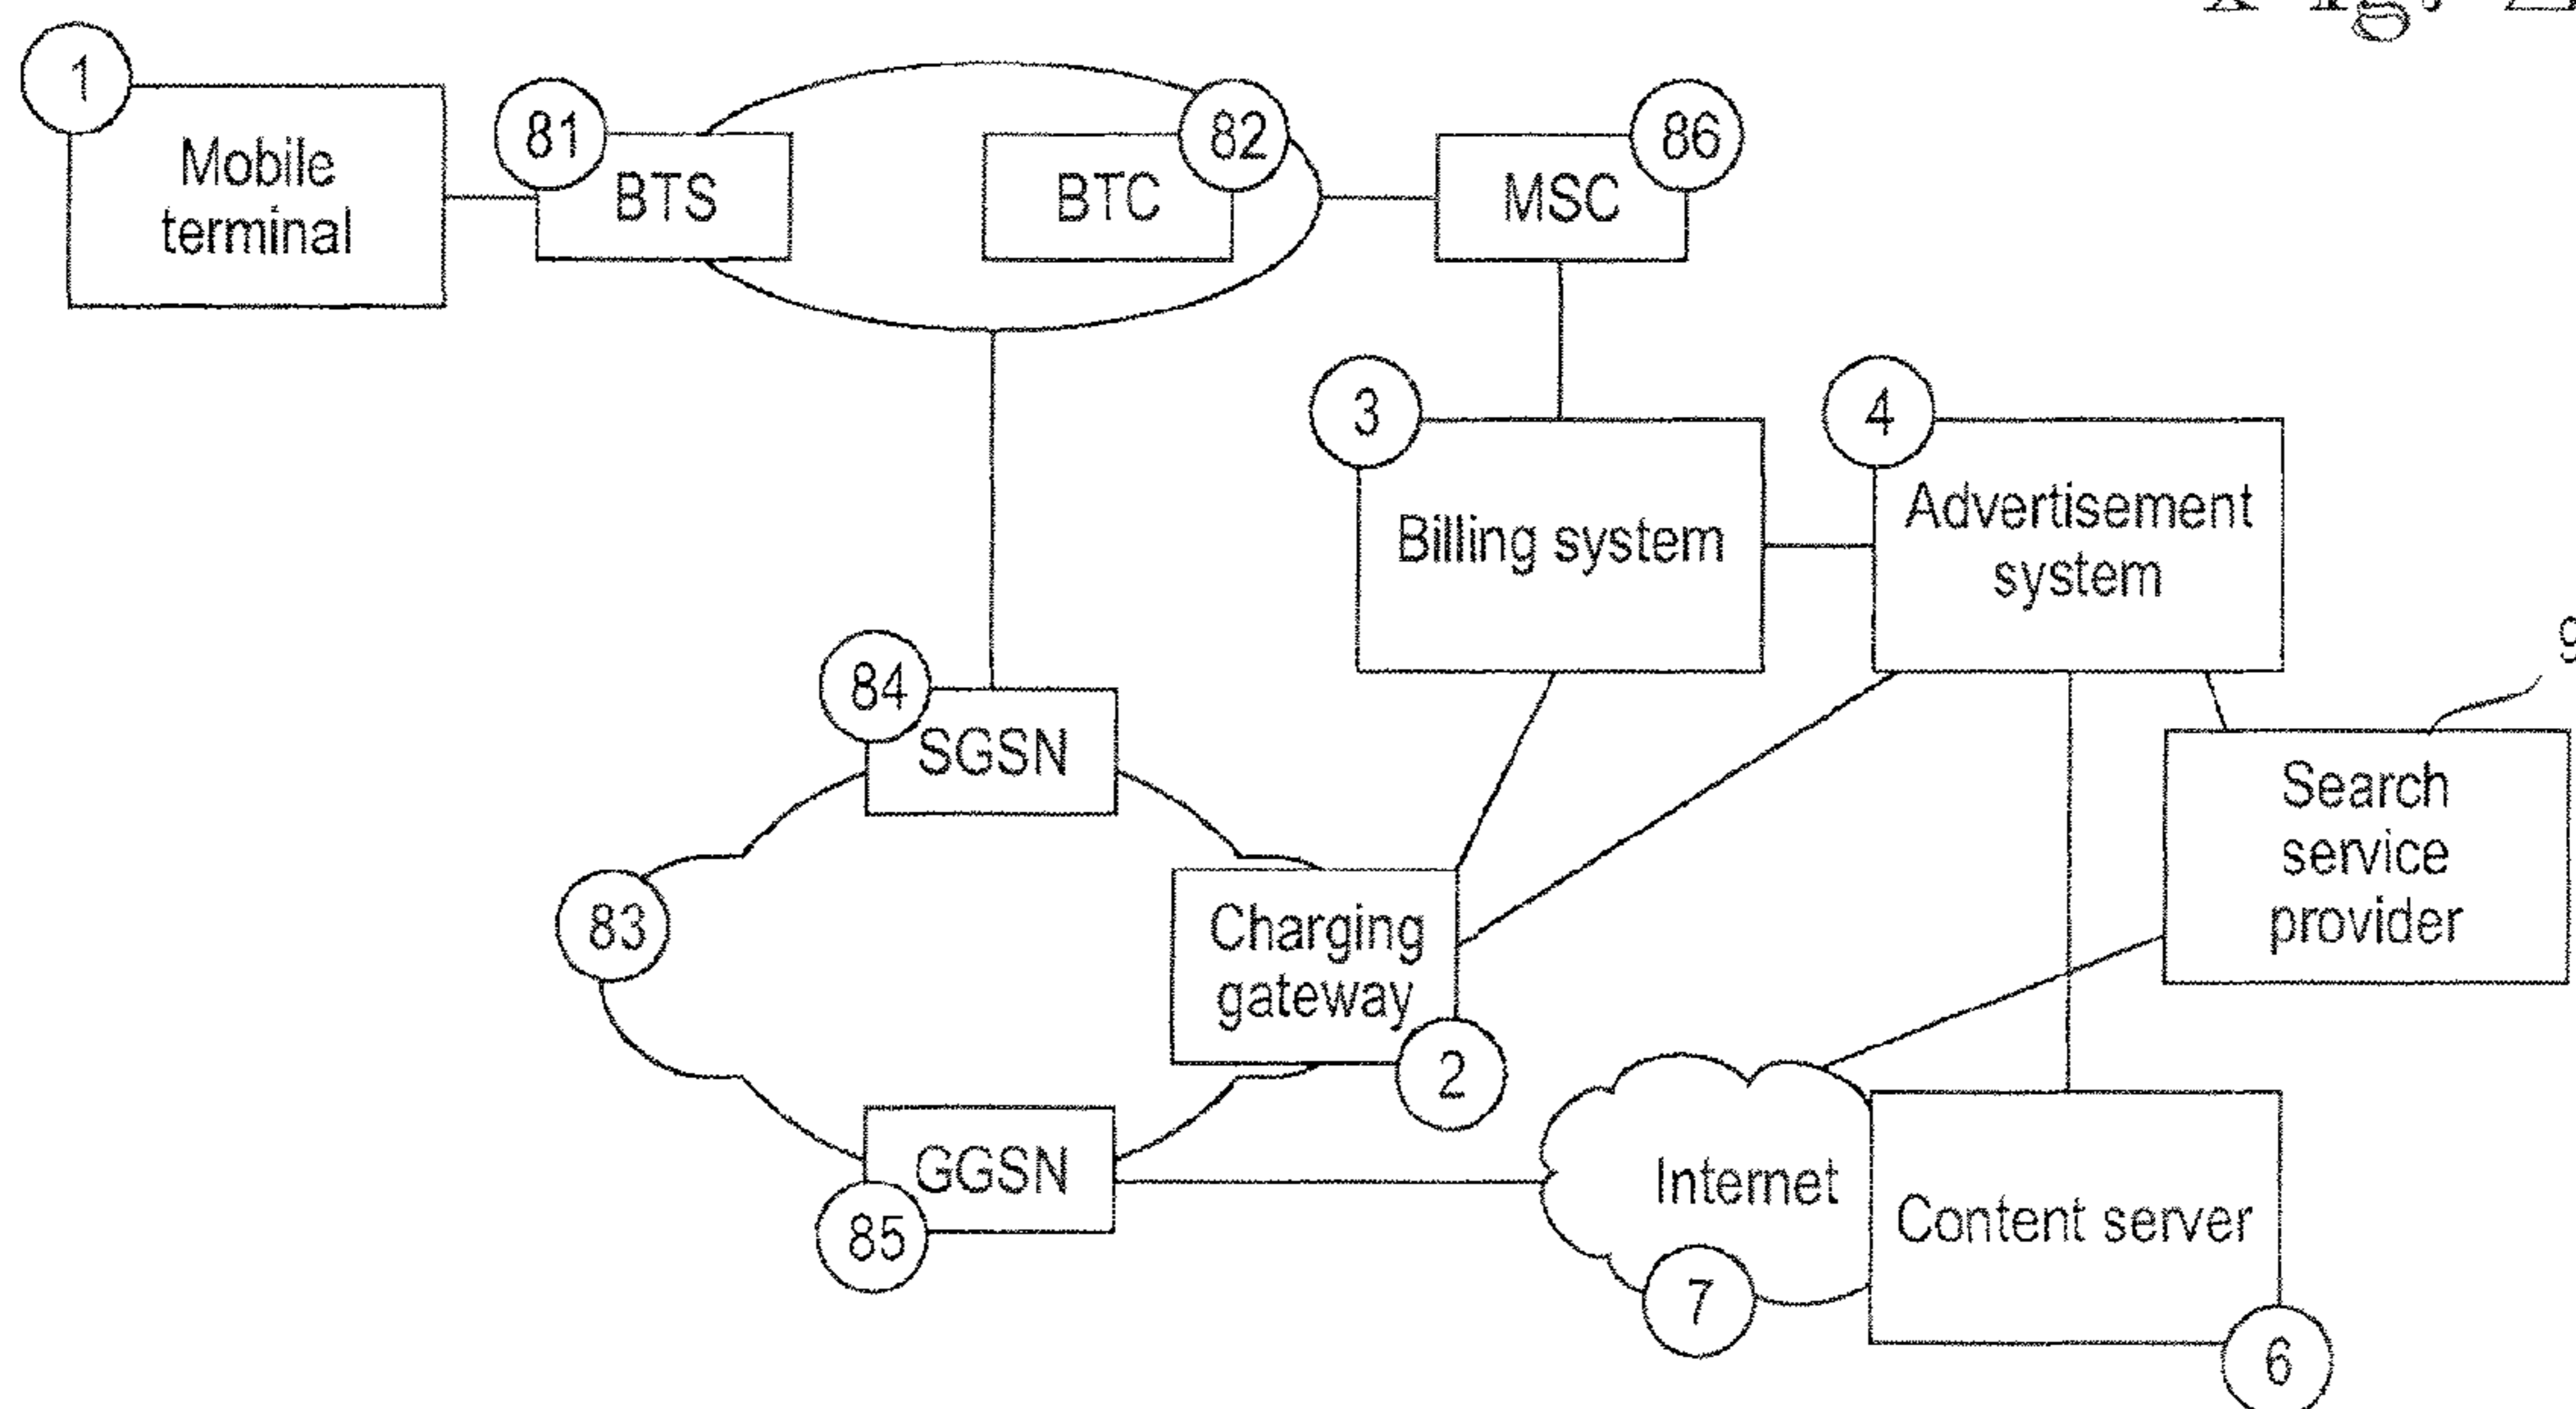 1
Mobile
terminal
81
BTS
BTC
82
MSC
86
3
Billing system
4
Advertisement
system
9
84
SGSN
Search
service
provider
83
Charging
gateway
2
GGSN
85
Internet
7
Content server
6